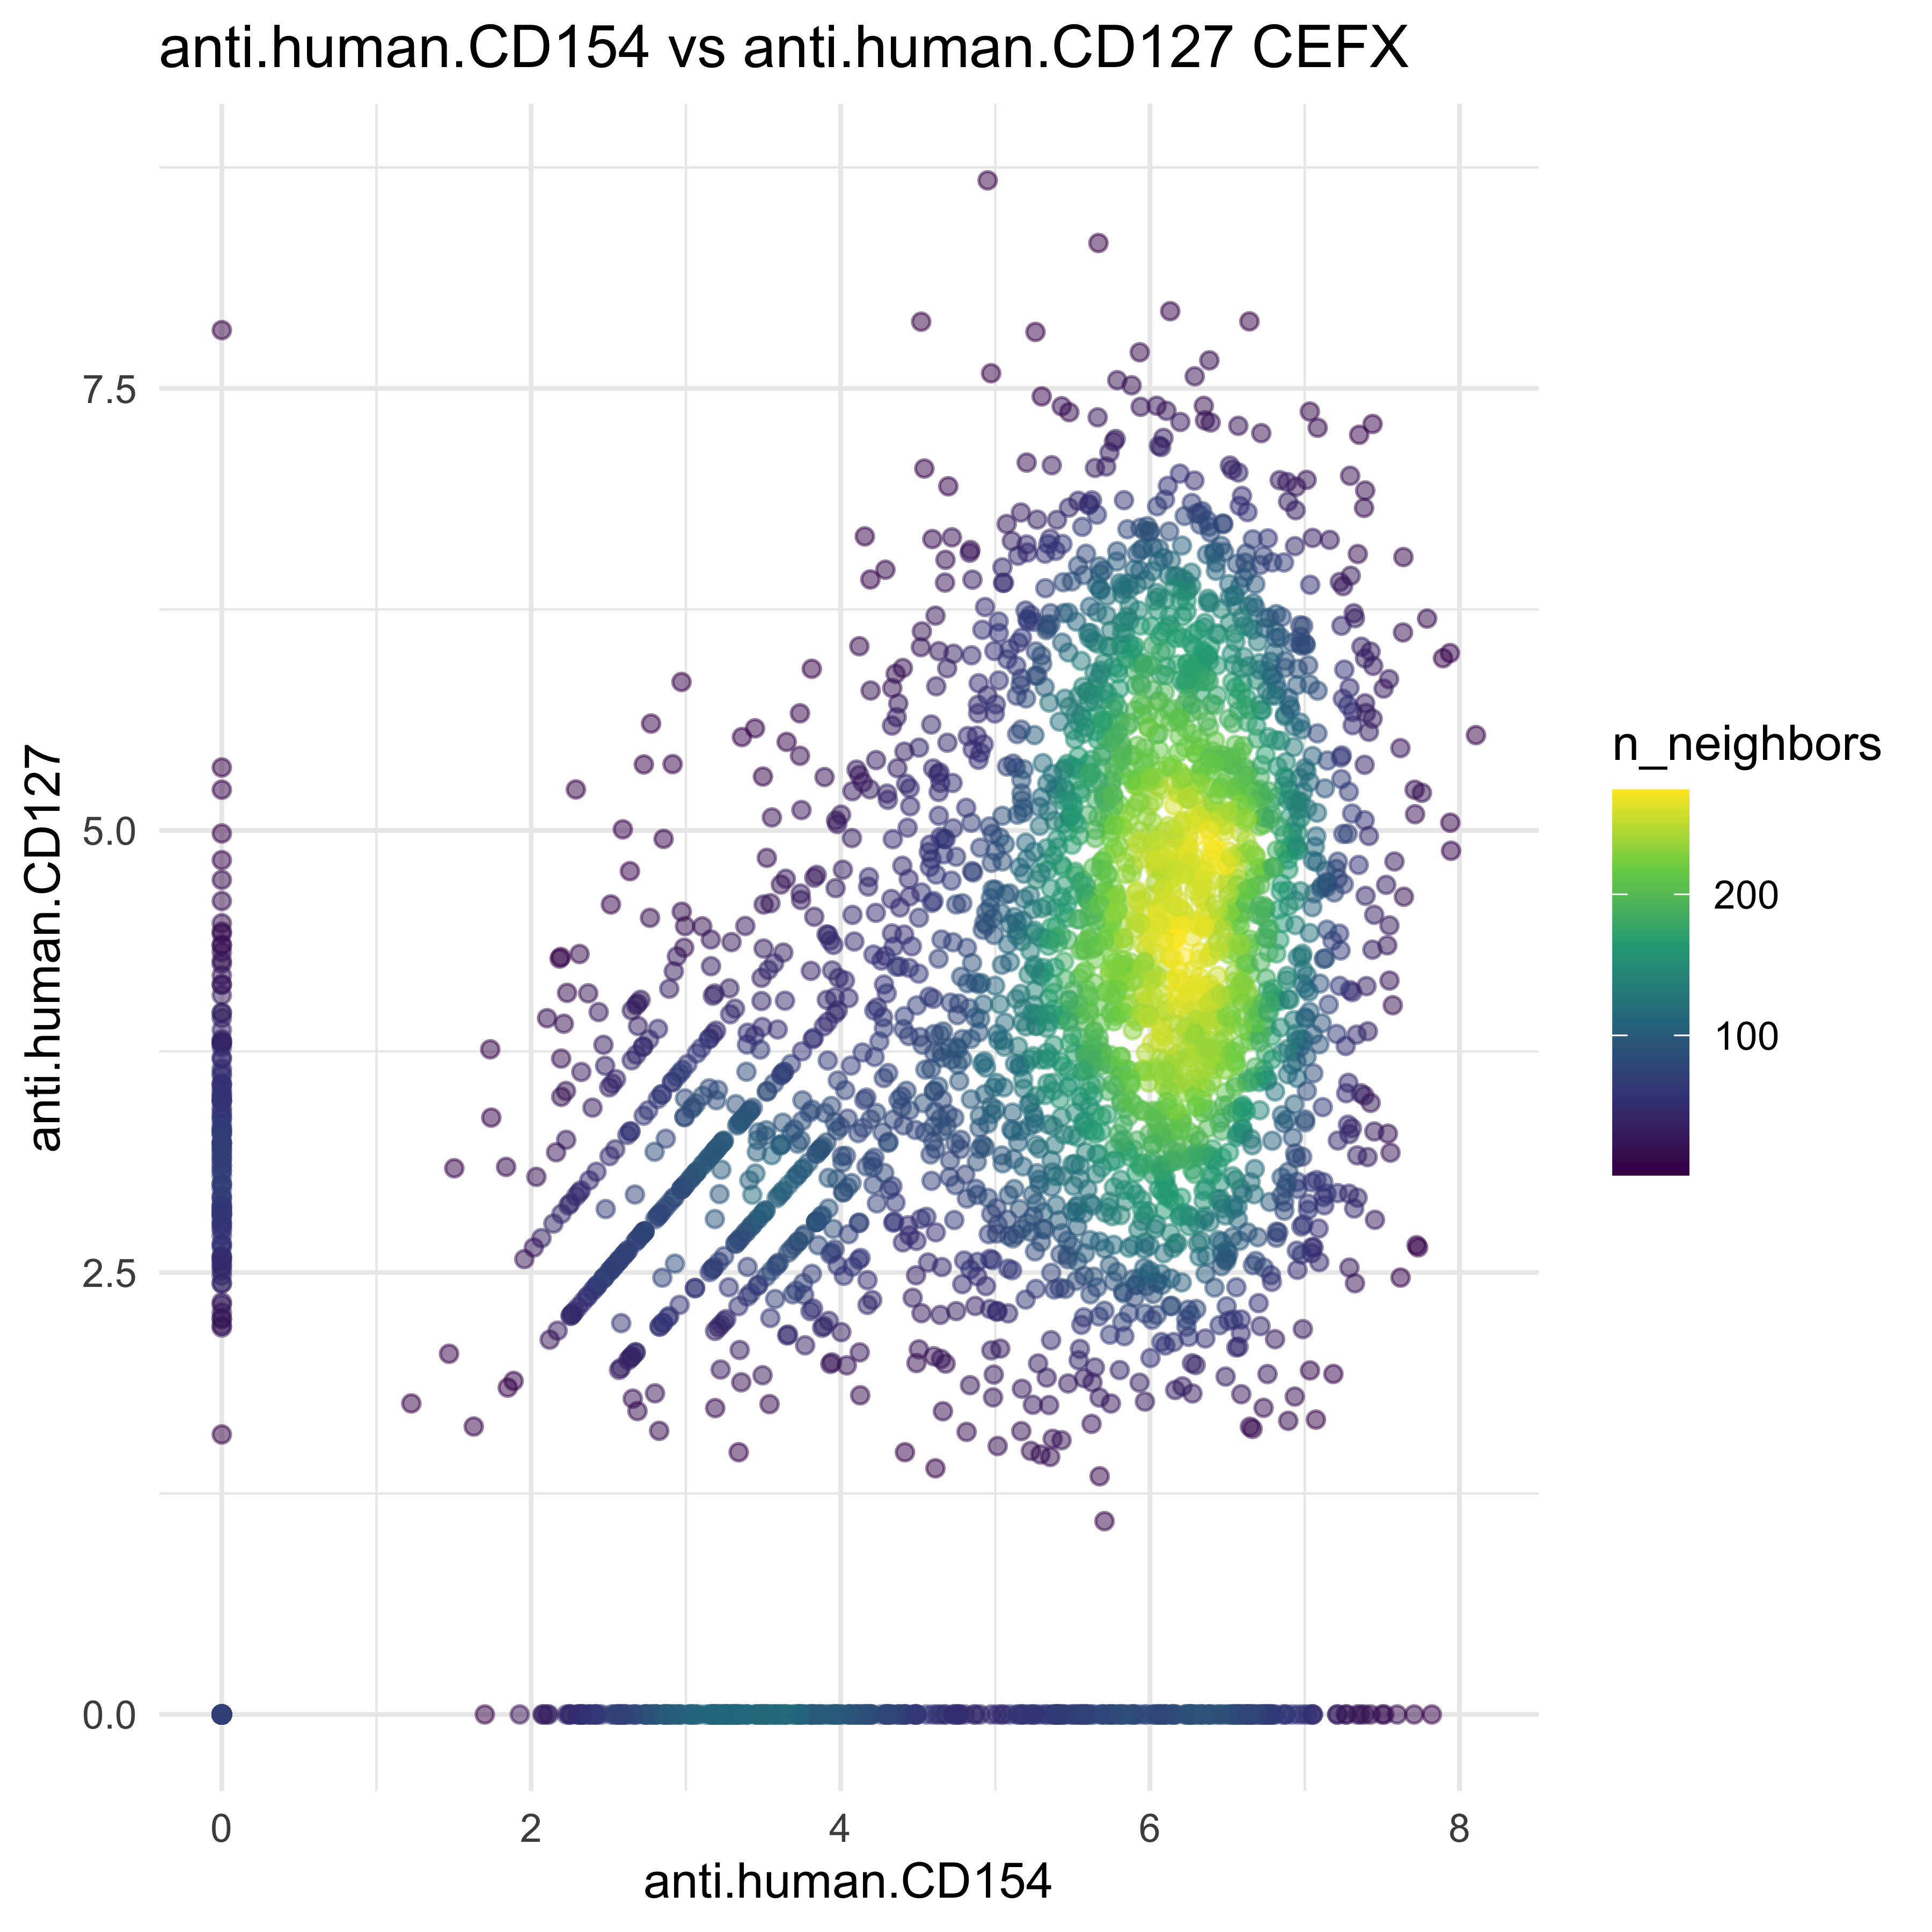 anti.human.CD154 vs anti.human.CD127 CEFX
anti.human.CD127
7.5
5.0
2.5
0.0
0 2 4 6 8
anti.human.CD154
n_neighbors
200
100